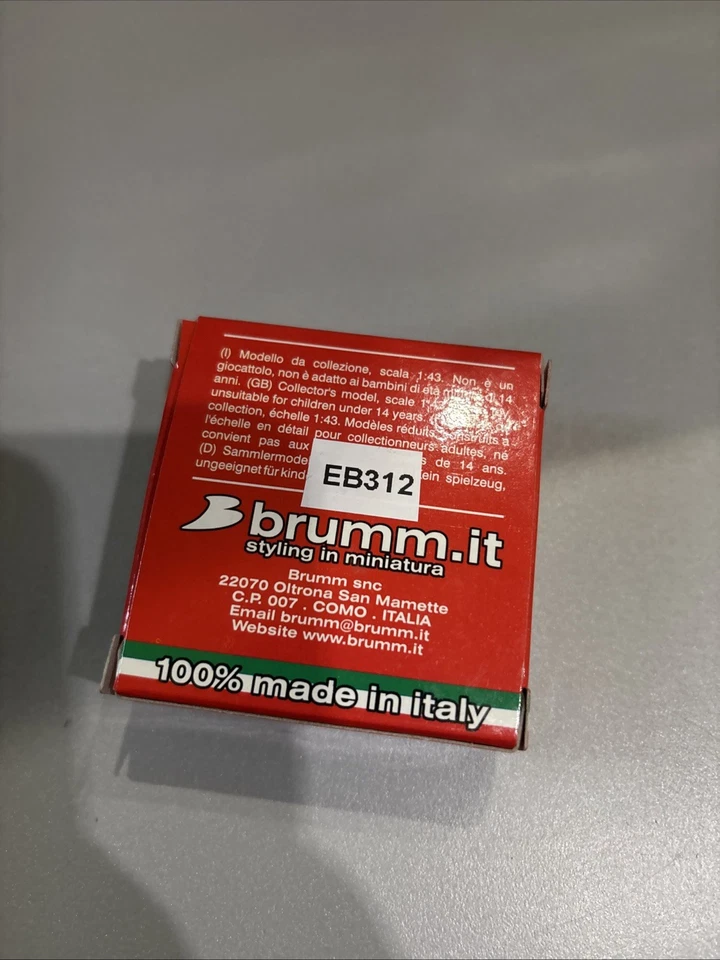 (I) Modello da collezione, scala 1:43. Non è un
giocattolo, non è adatto ai bambini di età 14
anni. (GB) Collector's model, scale
unsuitable for children under 14 years.
collection, échelle 1:43. Modèles réduits construits à
l'échelle en détail pour collectionneurs adultes, né
convient pas aux de 14 ans.
(D) spielzeug,
ungeeignet für
EB312
brumm.it
styling in miniatura
Brumm snc
22070 Oltrona San Mamette
C.P. 007 . COMO . ITALIA
Email brumm@brumm.it
Website www.brumm.it
100% made in italy